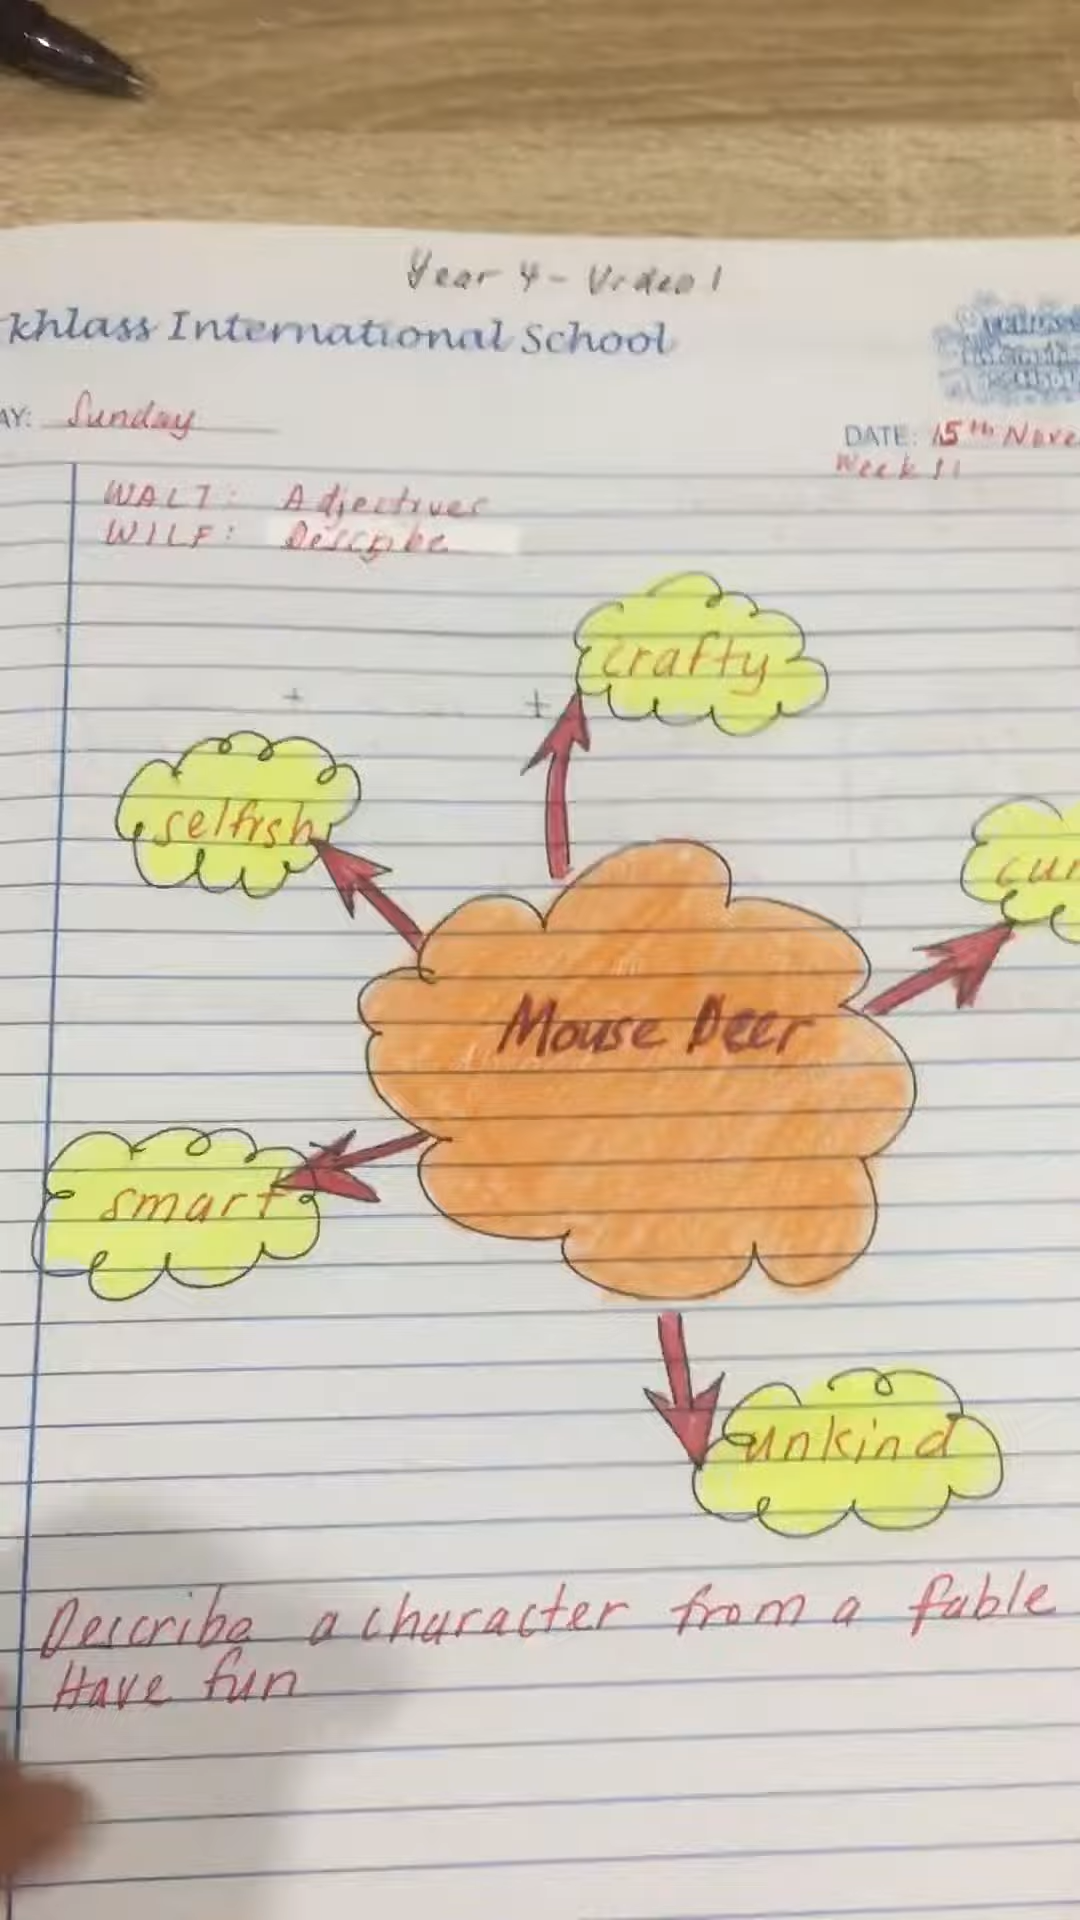 Year 4 - Video 1
khlass International School
AY: Sunday
DATE: 15th Nove
Week 11
WALT: Adjectives
WILF: Describe
crafty
selfish
cun
Mouse Deer
smart
unkind
Describe a character from a fable
Have fun